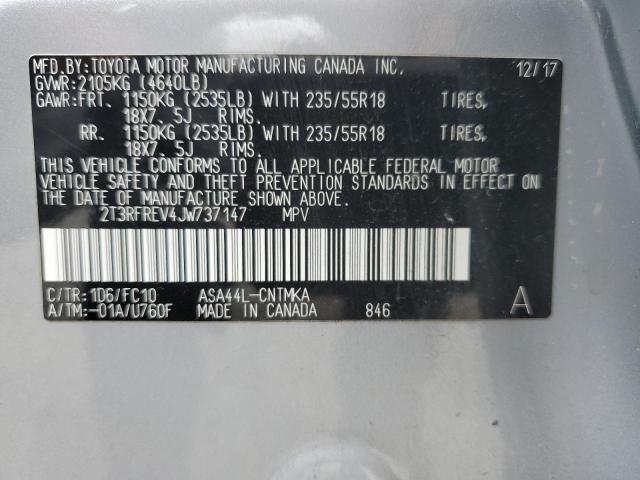 MFD.BY:TOYOTA MOTOR MANUFACTURING CANADA INC. 12/17
GVWR:2105KG (4640LB)
GAWR:FRT. 1150KG (2535LB) WITH 235/55R18 TIRES,
18X7. 5J RIMS.
RR. 1150KG (2535LB) WITH 235/55R18 TIRES,
18X7. 5J RIMS.
THIS VEHICLE CONFORMS TO ALL APPLICABLE FEDERAL MOTOR
VEHICLE SAFETY AND THEFT PREVENTION STANDARDS IN EFFECT ON
THE DATE OF MANUFACTURE SHOWN ABOVE.
2T3RFREV4JW737147 MPV
C/TR:1D6/FC10 ASA44L-CNTMKA
A/TM:-01A/U760F MADE IN CANADA 846 A